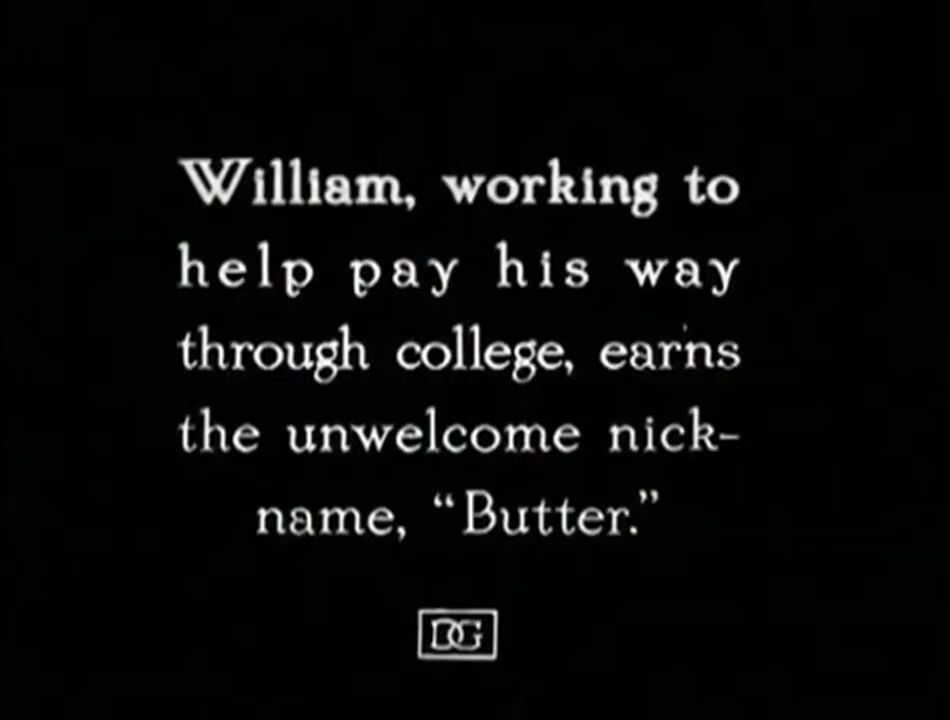 William, working to
help pay his way
through college, earns
the unwelcome nick-
name, “Butter.”
DG